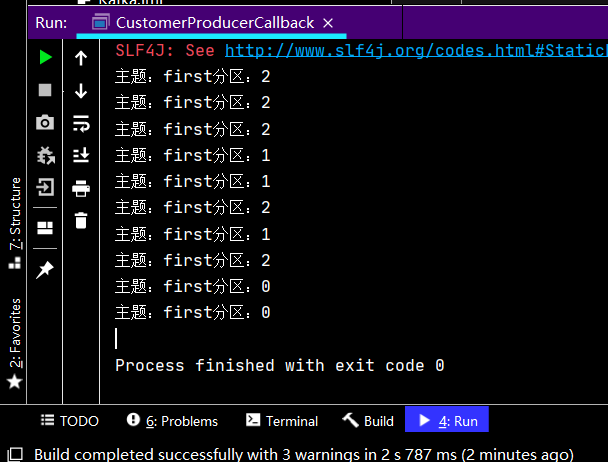 Run: CustomerProducerCallback ×
SLF4J: See http://www.slf4j.org/codes.html#Static
主题：first分区：2
主题：first分区：2
主题：first分区：2
主题：first分区：1
主题：first分区：1
主题：first分区：2
主题：first分区：1
主题：first分区：2
主题：first分区：0
主题：first分区：0
Process finished with exit code 0
7: Structure
2: Favorites
TODO 6: Problems Terminal Build 4: Run
Build completed successfully with 3 warnings in 2 s 787 ms (2 minutes ago)